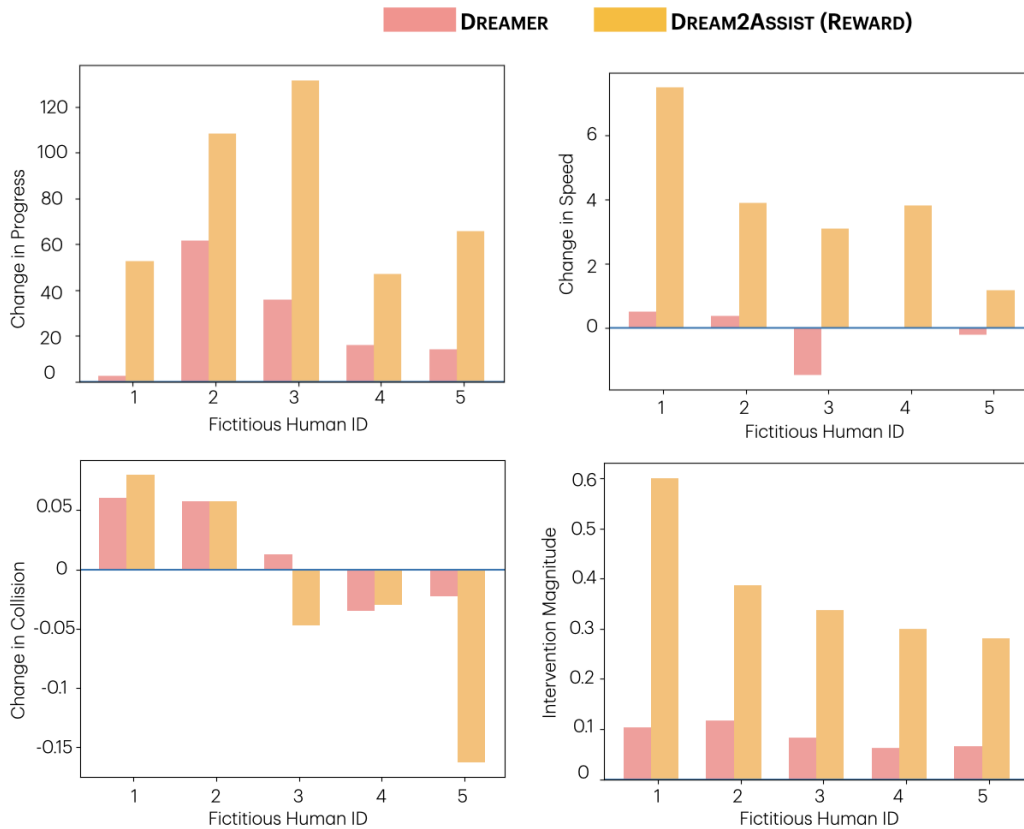 DREAMER
DREAM2ASSIST (REWARD)
Change in Progress
120
100
80
60
40
20
0
1 2 3 4 5
Fictitious Human ID
Change in Speed
6
4
2
0
1 2 3 4 5
Fictitious Human ID
Change in Collision
0.05
0
-0.05
-0.1
-0.15
1 2 3 4 5
Fictitious Human ID
Intervention Magnitude
0.6
0.5
0.4
0.3
0.2
0.1
0
1 2 3 4 5
Fictitious Human ID